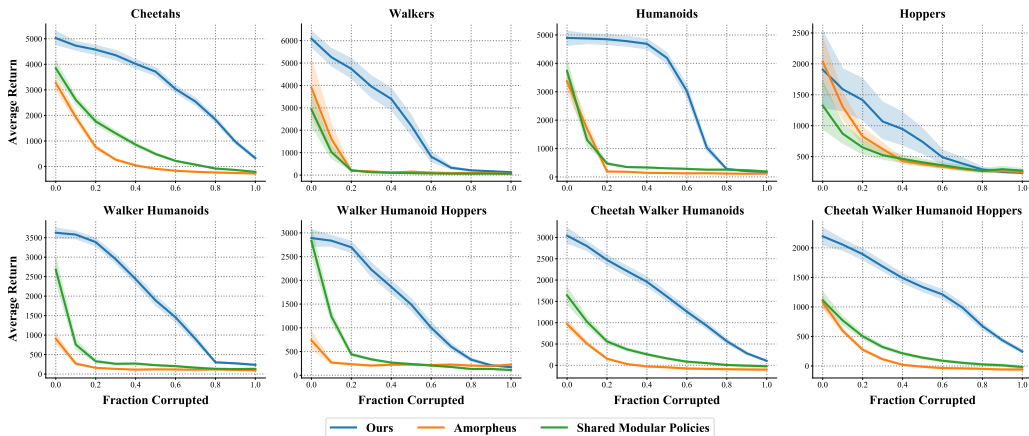 Cheetahs
Walkers
Humanoids
Hoppers
Average Return
5000
4000
3000
2000
1000
0
0.0 0.2 0.4 0.6 0.8 1.0
6000
5000
4000
3000
2000
1000
0
0.0 0.2 0.4 0.6 0.8 1.0
5000
4000
3000
2000
1000
0
0.0 0.2 0.4 0.6 0.8 1.0
2500
2000
1500
1000
500
0.0 0.2 0.4 0.6 0.8 1.0
Walker Humanoids
Walker Humanoid Hoppers
Cheetah Walker Humanoids
Cheetah Walker Humanoid Hoppers
Average Return
3500
3000
2500
2000
1500
1000
500
0
0.0 0.2 0.4 0.6 0.8 1.0
3000
2500
2000
1500
1000
500
0.0 0.2 0.4 0.6 0.8 1.0
3000
2500
2000
1500
1000
500
0
0.0 0.2 0.4 0.6 0.8 1.0
2000
1500
1000
500
0
0.0 0.2 0.4 0.6 0.8 1.0
Fraction Corrupted
Fraction Corrupted
Fraction Corrupted
Fraction Corrupted
Ours Amorpheus Shared Modular Policies